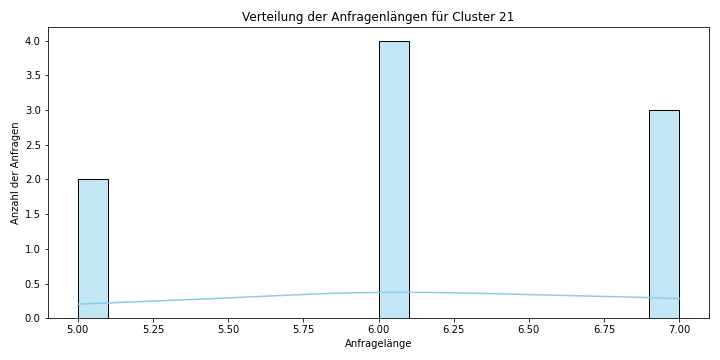 Verteilung der Anfragenlängen für Cluster 21
4.0
3.5
3.0
2.5
2.0
1.5
1.0
0.5
0.0
Anzahl der Anfragen
5.00 5.25 5.50 5.75 6.00 6.25 6.50 6.75 7.00
Anfragelänge